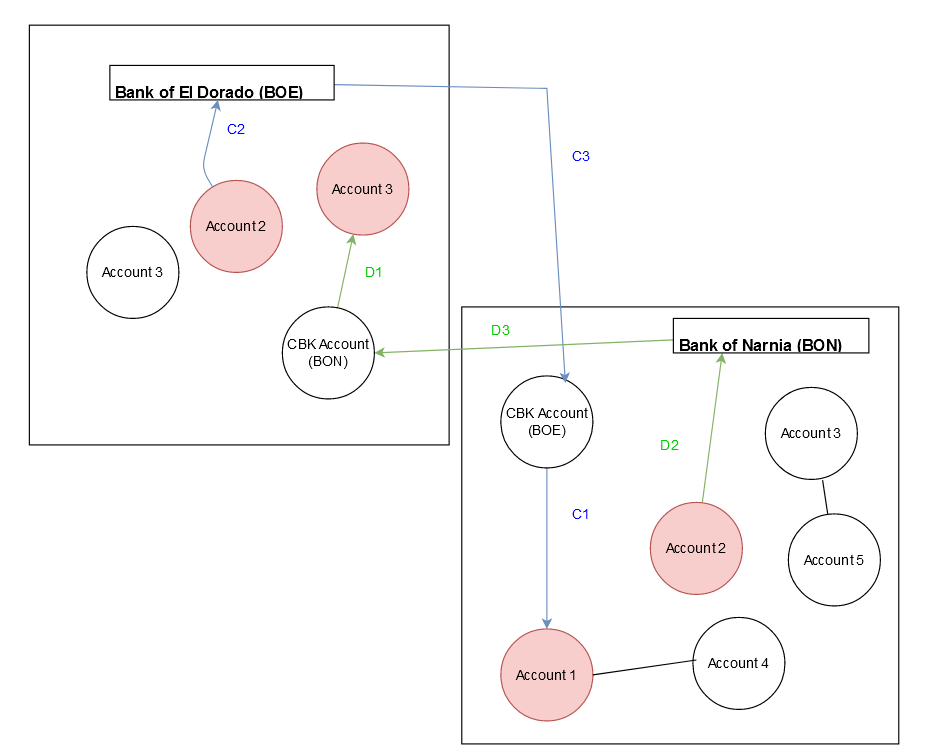 Bank of El Dorado (BOE)
C2
C3
Account 3
Account 2
Account 3
D1
CBK Account
(BON)
D3
Bank of Narnia (BON)
CBK Account
(BOE)
Account 3
D2
C1
Account 2
Account 5
Account 4
Account 1